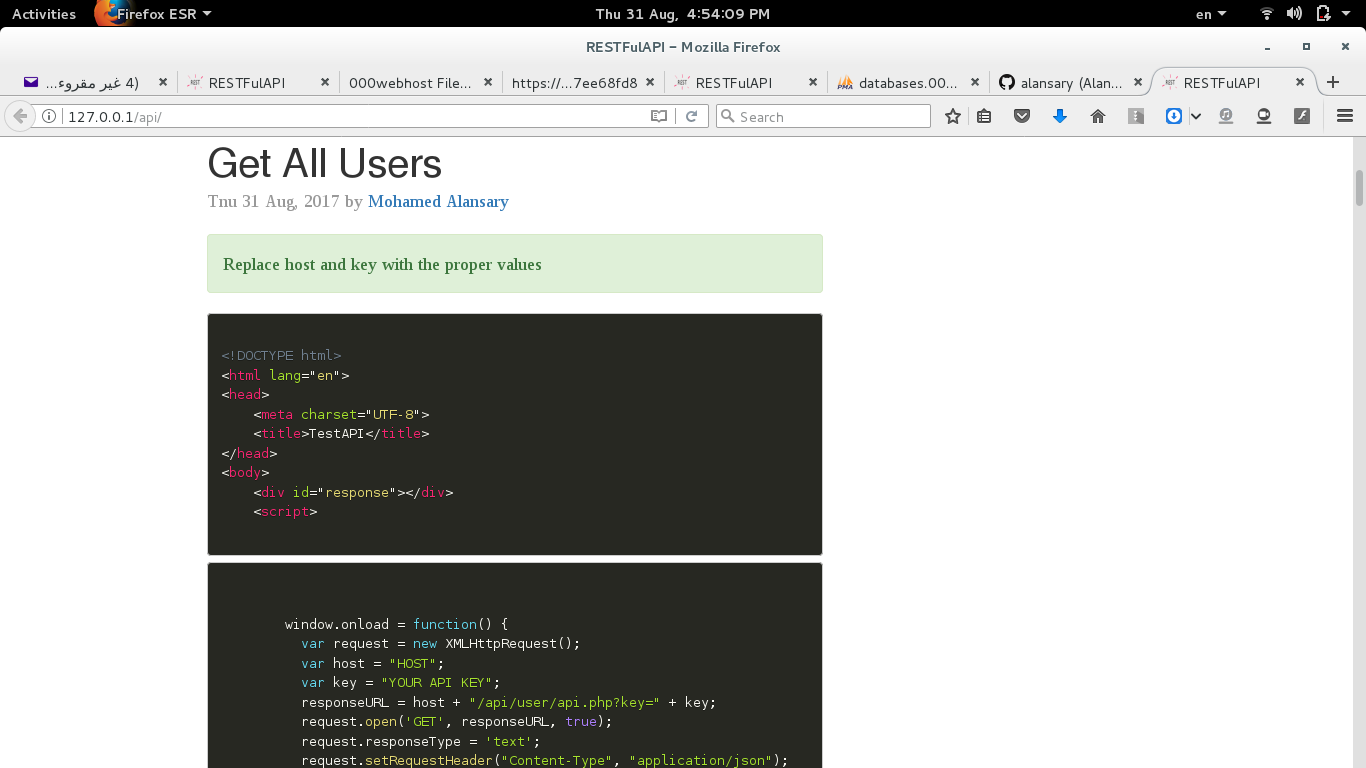 Activities Firefox ESR Thu 31 Aug, 4:54:09 PM en
RESTFulAPI – Mozilla Firefox
(4 غير مقروء... RESTFulAPI 000webhost File... https://...7ee68fd8 RESTFulAPI PMA databases.00... alansary (Alan... RESTFulAPI
127.0.0.1/api/ Search
Get All Users
Tnu 31 Aug, 2017 by Mohamed Alansary
Replace host and key with the proper values
<!DOCTYPE html>
<html lang="en">
<head>
    <meta charset="UTF-8">
    <title>TestAPI</title>
</head>
<body>
    <div id="response"></div>
    <script>
window.onload = function() {
  var request = new XMLHttpRequest();
  var host = "HOST";
  var key = "YOUR API KEY";
  responseURL = host + "/api/user/api.php?key=" + key;
  request.open('GET', responseURL, true);
  request.responseType = 'text';
  request.setRequestHeader("Content-Type", "application/json");